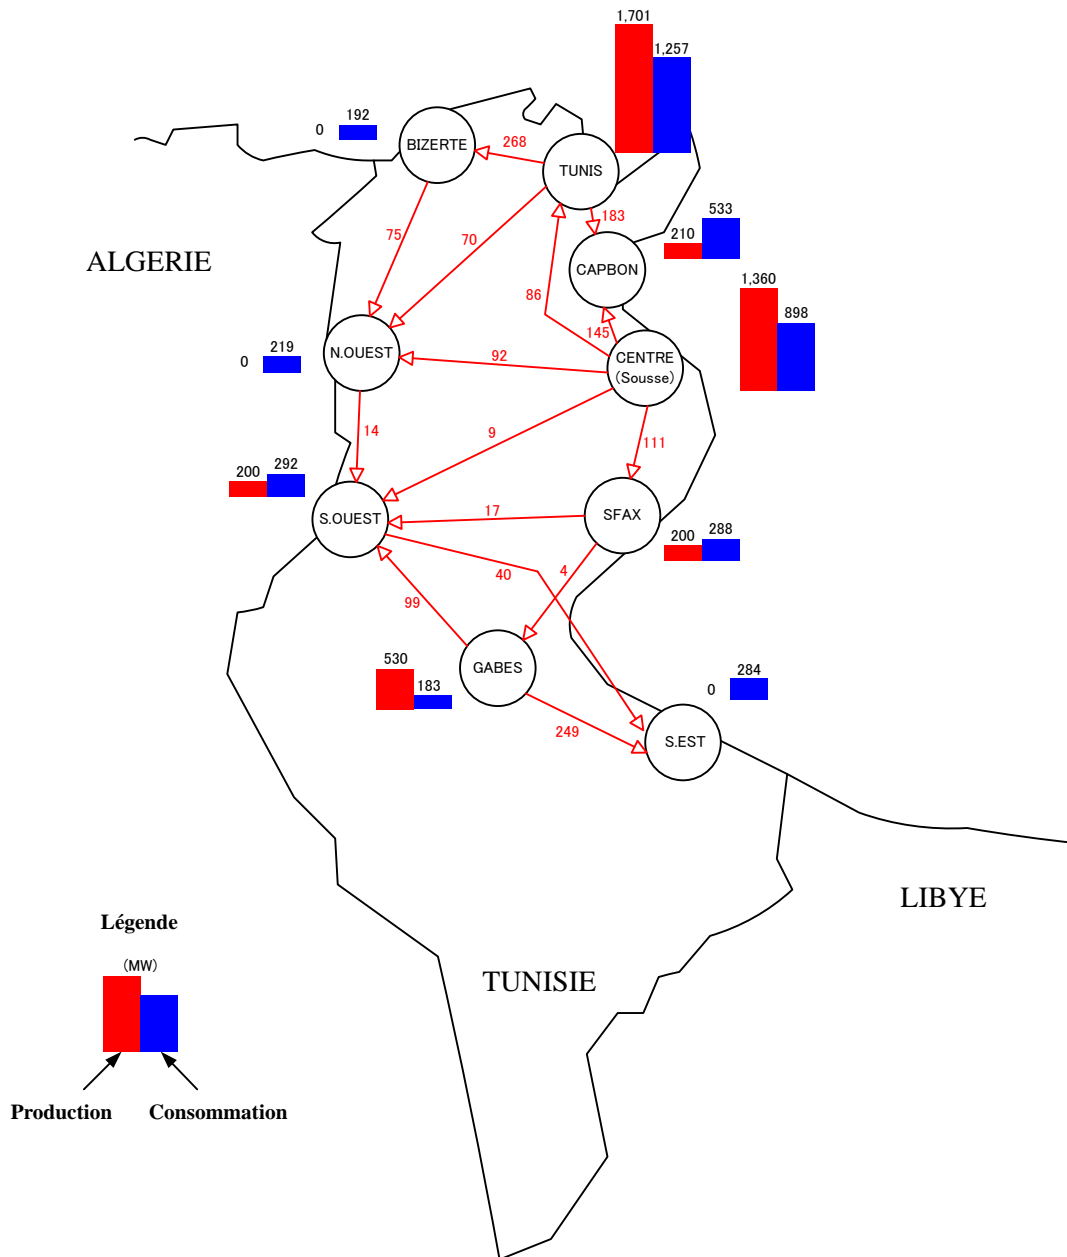 1,701
1,257
192
0
BIZERTE
268
TUNIS
183
533
210
75
70
ALGERIE
CAPBON
1,360
86
898
145
219
0
N.OUEST
92
CENTRE
(Sousse)
14
9
111
292
200
S.OUEST
17
SFAX
288
200
40
4
99
530
183
GABES
284
0
249
S.EST
LIBYE
Légende
(MW)
TUNISIE
Production
Consommation